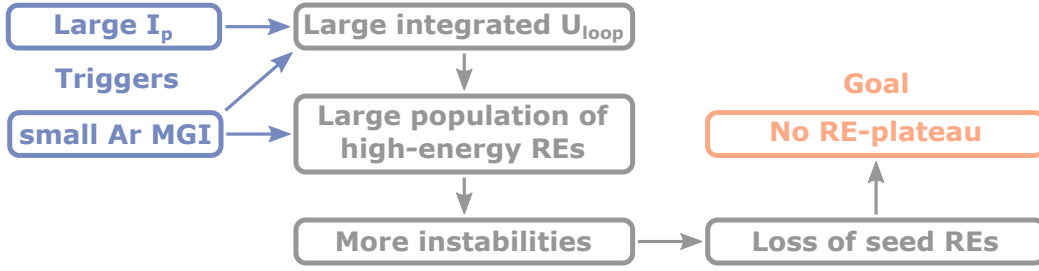 Large Iₚ
Large integrated Uₗₒₒₚ
Triggers
Goal
small Ar MGI
Large population of
high-energy REs
No RE-plateau
More instabilities
Loss of seed REs